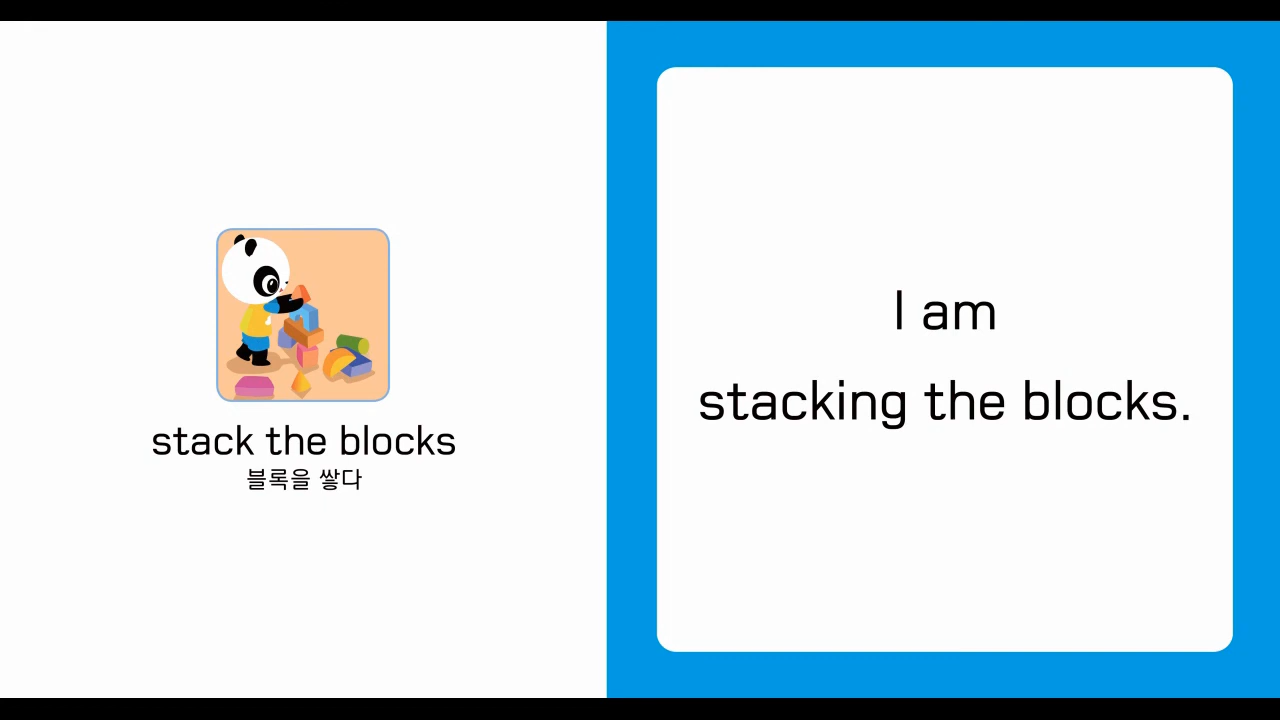 stack the blocks
블록을 쌓다
I am
stacking the blocks.